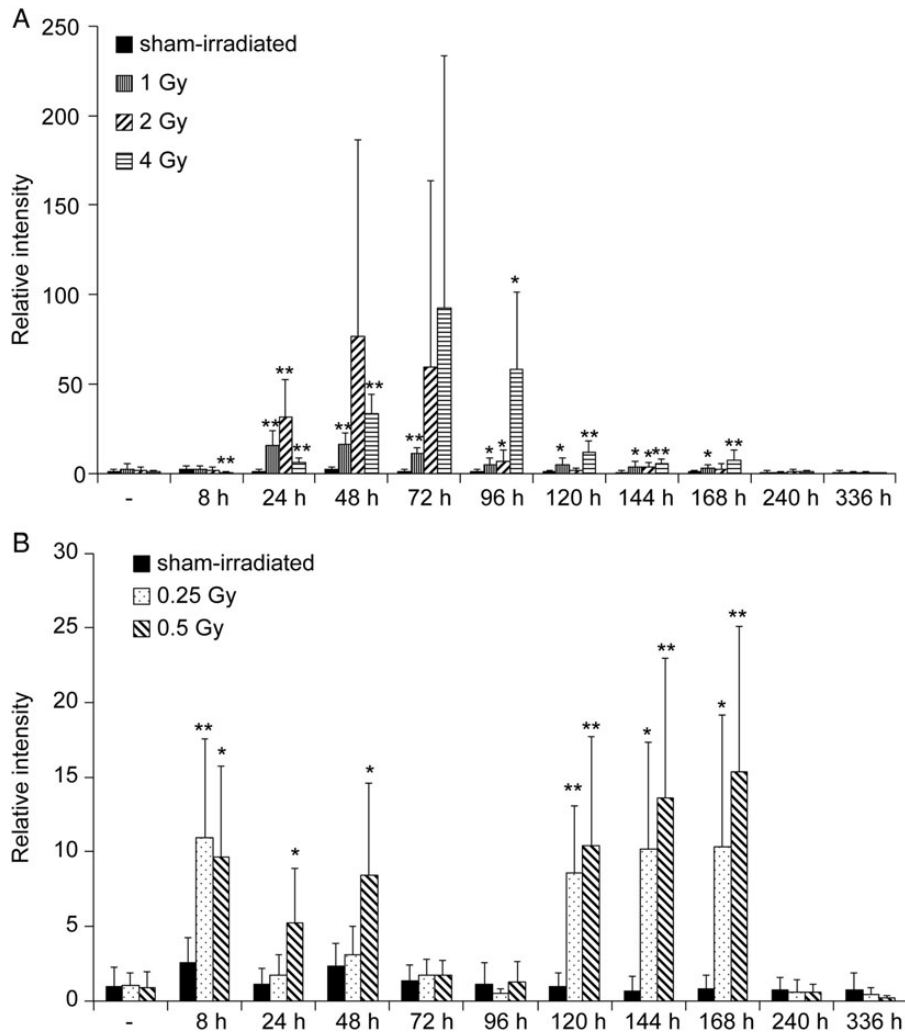 A
Relative intensity
250
200
150
100
50
0
sham-irradiated
1 Gy
2 Gy
4 Gy
**
** ** **
** **
**
* * *
* **
* * **
* **
- 8 h 24 h 48 h 72 h 96 h 120 h 144 h 168 h 240 h 336 h
B
Relative intensity
30
25
20
15
10
5
0
sham-irradiated
0.25 Gy
0.5 Gy
** *
*
*
** **
* **
* **
- 8 h 24 h 48 h 72 h 96 h 120 h 144 h 168 h 240 h 336 h